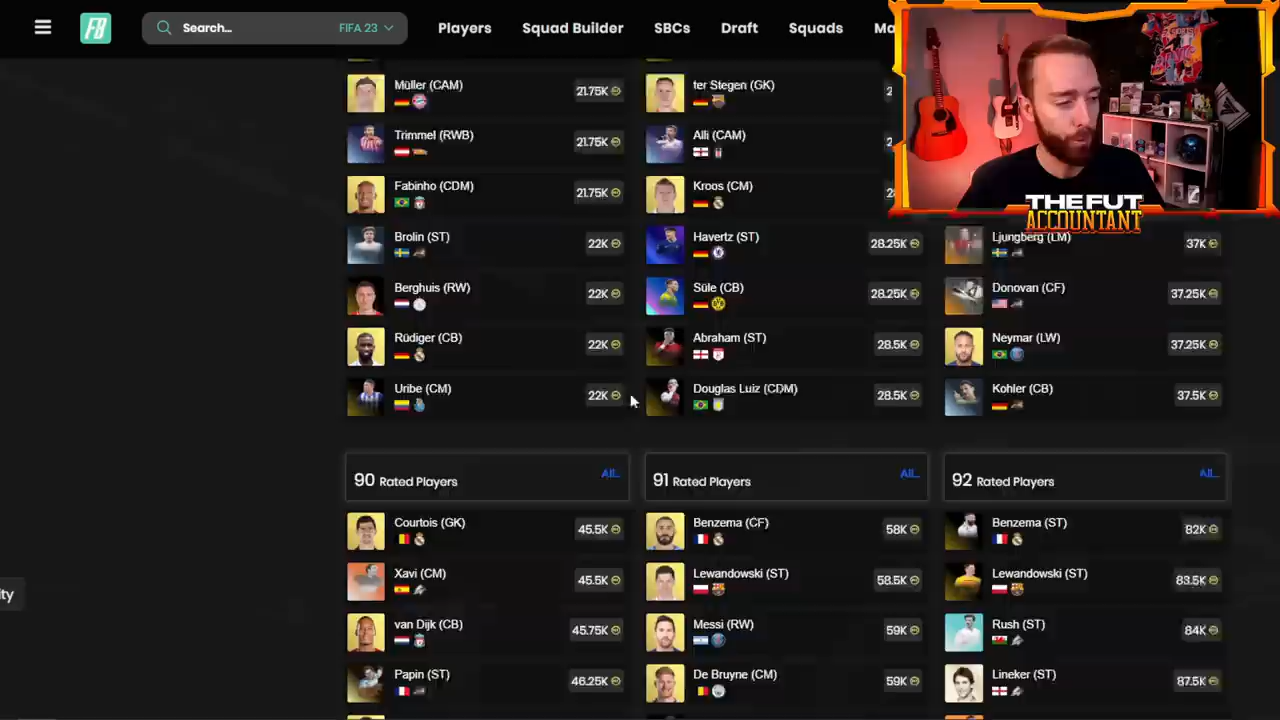 FB
Search...
FIFA 23
Players
Squad Builder
SBCs
Draft
Squads
Ma
Müller (CAM)
21.75K
Trimmel (RWB)
21.75K
Fabinho (CDM)
21.75K
Brolin (ST)
22K
Berghuis (RW)
22K
Rüdiger (CB)
22K
Uribe (CM)
22K
ter Stegen (GK)
2
Alli (CAM)
2
Kroos (CM)
Havertz (ST)
28.25K
Süle (CB)
28.25K
Abraham (ST)
28.5K
Douglas Luiz (CDM)
28.5K
THE FUT
ACCOUNTANT
Ljungberg (LM)
37K
Donovan (CF)
37.25K
Neymar (LW)
37.25K
Kohler (CB)
37.5K
90 Rated Players
All..
Courtois (GK)
45.5K
Xavi (CM)
45.5K
van Dijk (CB)
45.75K
Papin (ST)
46.25K
91 Rated Players
All..
Benzema (CF)
58K
Lewandowski (ST)
58.5K
Messi (RW)
59K
De Bruyne (CM)
59K
92 Rated Players
All..
Benzema (ST)
82K
Lewandowski (ST)
83.5K
Rush (ST)
84K
Lineker (ST)
87.5K
ity